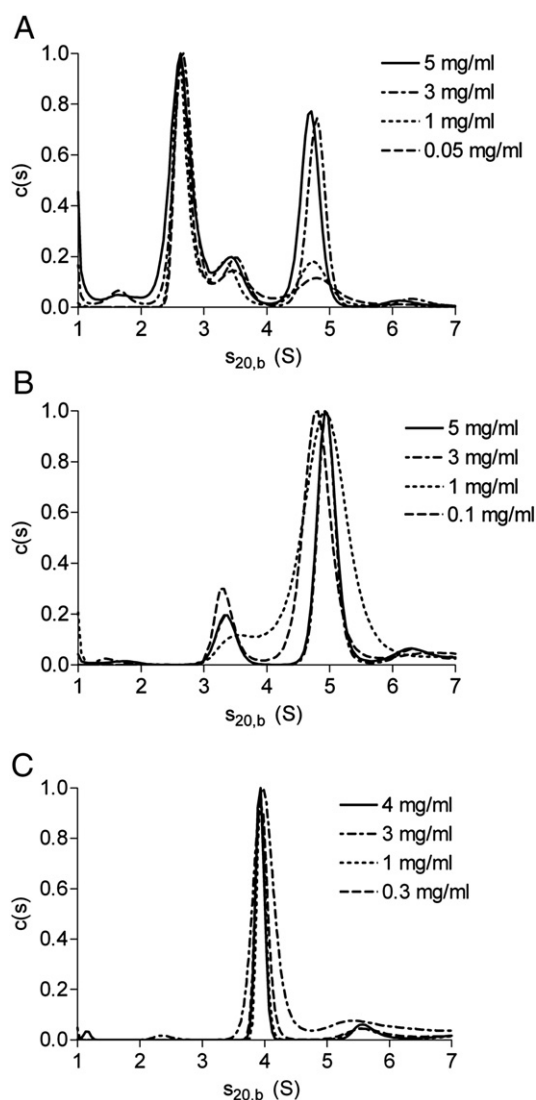 A
1.0
0.8
0.6
0.4
0.2
0.0
c(s)
1 2 3 4 5 6 7
s20,b (S)
5 mg/ml
3 mg/ml
1 mg/ml
0.05 mg/ml
B
1.0
0.8
0.6
0.4
0.2
0.0
c(s)
1 2 3 4 5 6 7
s20,b (S)
5 mg/ml
3 mg/ml
1 mg/ml
0.1 mg/ml
C
1.0
0.8
0.6
0.4
0.2
0.0
c(s)
1 2 3 4 5 6 7
s20,b (S)
4 mg/ml
3 mg/ml
1 mg/ml
0.3 mg/ml